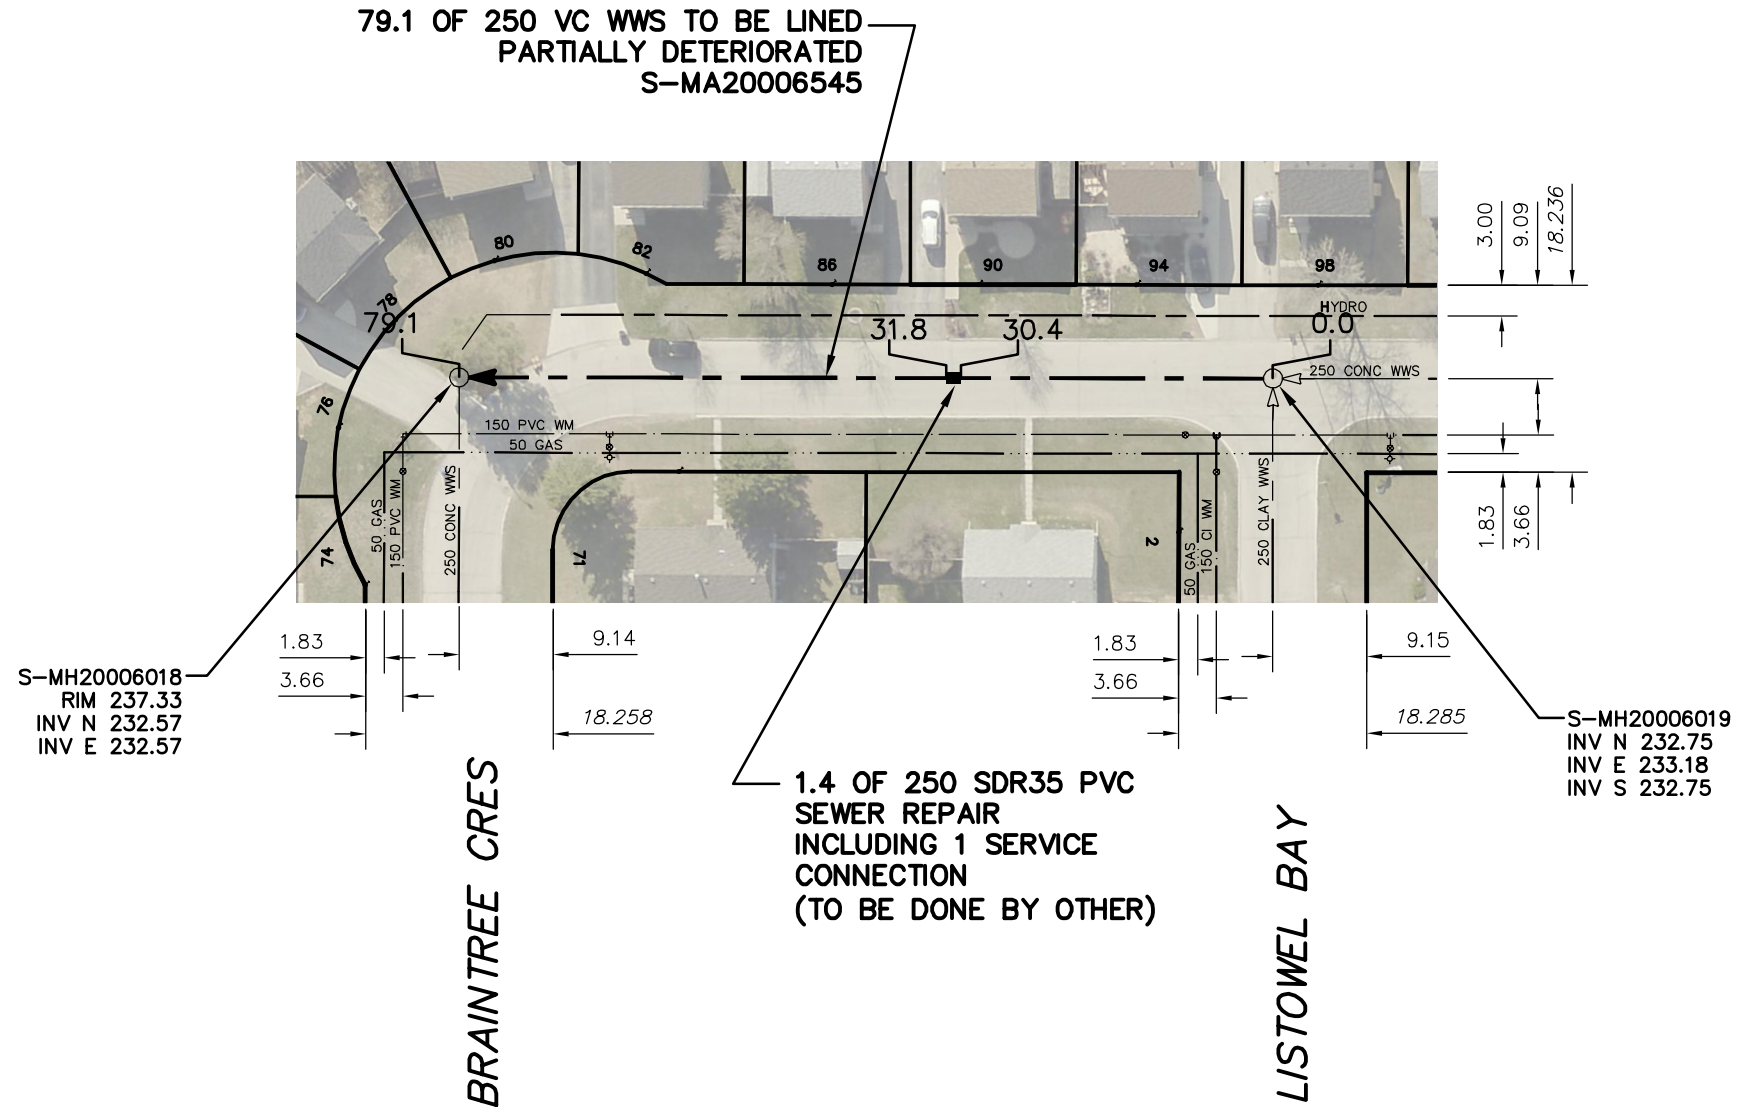 79.1 OF 250 VC WWS TO BE LINED
PARTIALLY DETERIORATED
S-MA20006545
80
82
86
90
94
98
78
76
74
71
2
79.1
31.8
30.4
HYDRO
0.0
250 CONC WWS
150 PVC WM
50 GAS
50 GAS
150 PVC WM
250 CONC WWS
50 GAS
150 CI WM
250 CLAY WWS
3.00
9.09
18.236
1.83
3.66
1.83
9.14
3.66
18.258
1.83
9.15
3.66
18.285
S-MH20006018
RIM 237.33
INV N 232.57
INV E 232.57
S-MH20006019
INV N 232.75
INV E 233.18
INV S 232.75
1.4 OF 250 SDR35 PVC
SEWER REPAIR
INCLUDING 1 SERVICE
CONNECTION
(TO BE DONE BY OTHER)
BRAINTREE CRES
LISTOWEL BAY